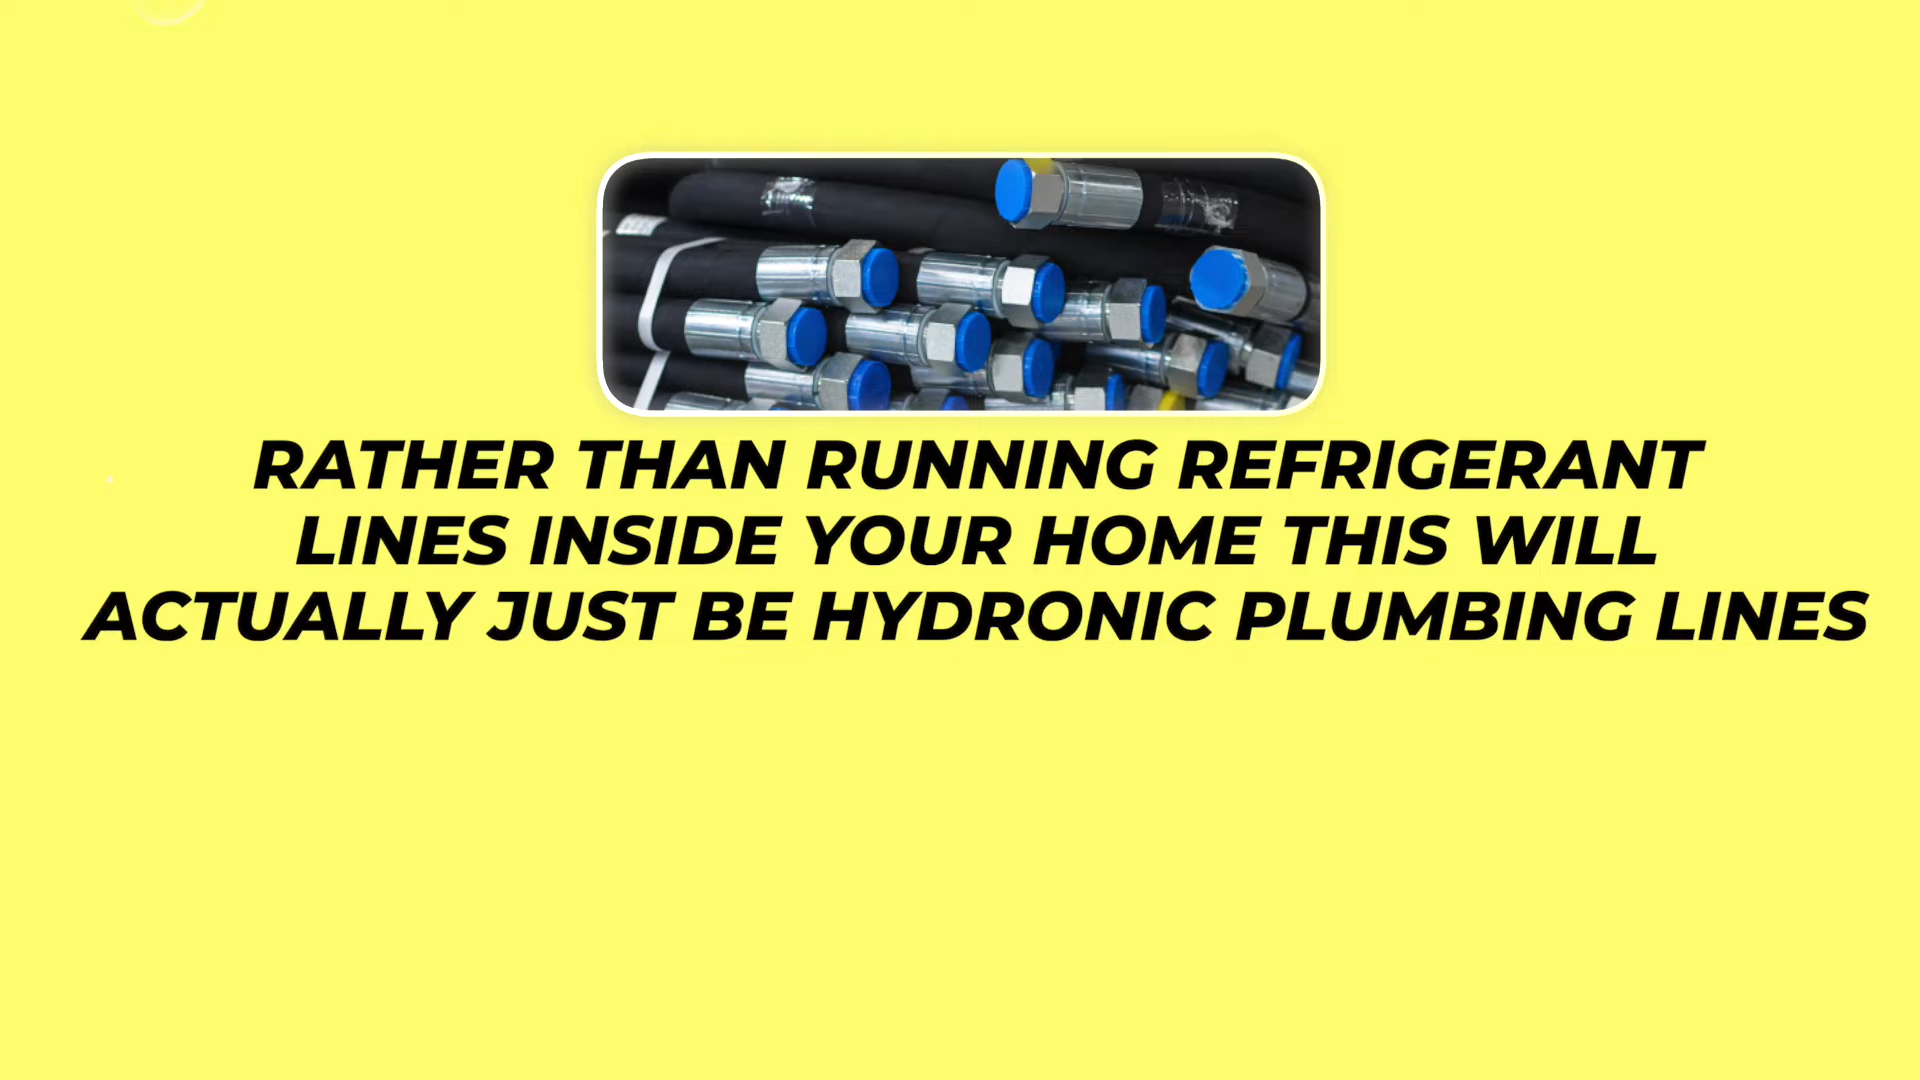 RATHER THAN RUNNING REFRIGERANT
LINES INSIDE YOUR HOME THIS WILL
ACTUALLY JUST BE HYDRONIC PLUMBING LINES